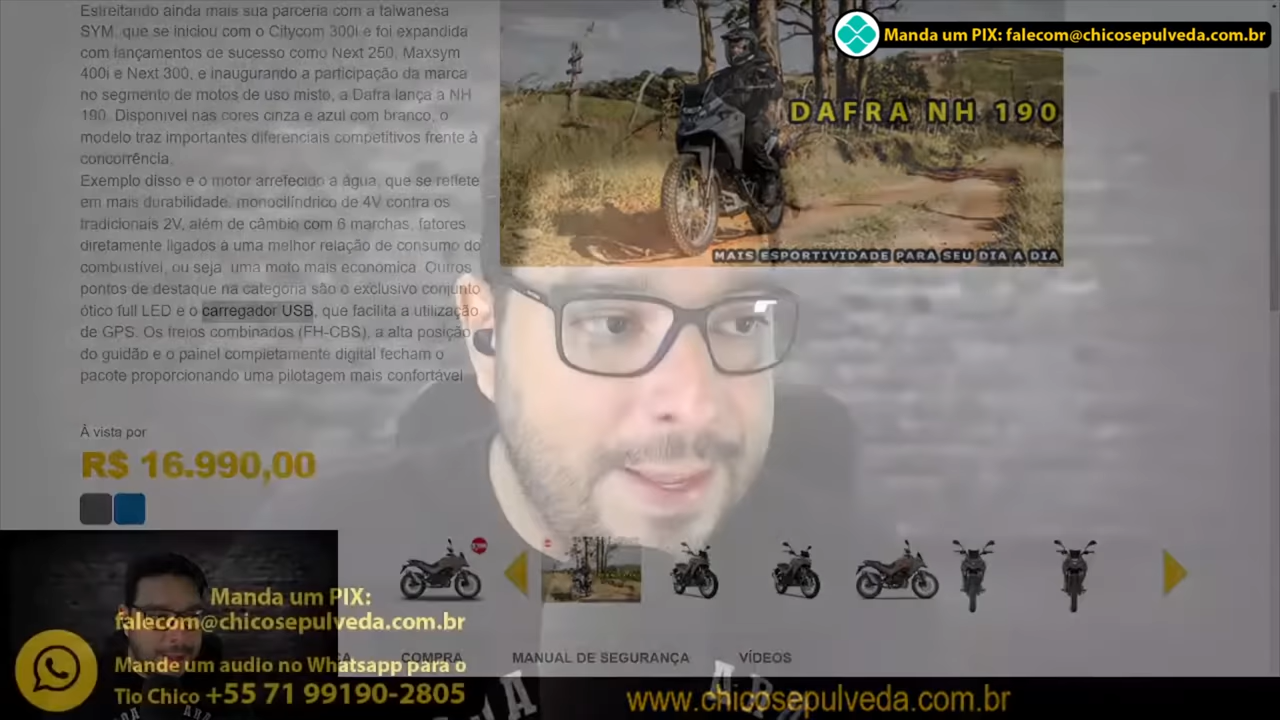 Estreitando ainda mais sua parceria com a taiwanesa
SYM, que se iniciou com o Citycom 300i e foi expandida
com lançamentos de sucesso como Next 250, Maxsym
400i e Next 300, e inaugurando a participação da marca
no segmento de motos de uso misto, a Dafra lança a NH
190. Disponível nas cores cinza e azul com branco, o
modelo traz importantes diferenciais competitivos frente à
concorrência.
Exemplo disso é o motor arrefecido a água, que se reflete
em mais durabilidade, monocilíndrico de 4V contra os
tradicionais 2V, além de câmbio com 6 marchas, fatores
diretamente ligados a uma melhor relação de consumo do
combustível, ou seja, uma moto mais econômica. Outros
pontos de destaque na categoria são o exclusivo conjunto
ótico full LED e o carregador USB, que facilita a utilização
de GPS. Os freios combinados (FH-CBS), a alta posição
do guidão e o painel completamente digital fecham o
pacote proporcionando uma pilotagem mais confortável
À vista por
R$ 16.990,00
Manda um PIX: falecom@chicosepulveda.com.br
DAFRA NH 190
MAIS ESPORTIVIDADE PARA SEU DIA A DIA
COMPRA
MANUAL DE SEGURANÇA
VÍDEOS
Manda um PIX:
falecom@chicosepulveda.com.br
Mande um audio no Whatsapp para o
Tio Chico +55 71 99190-2805
www.chicosepulveda.com.br